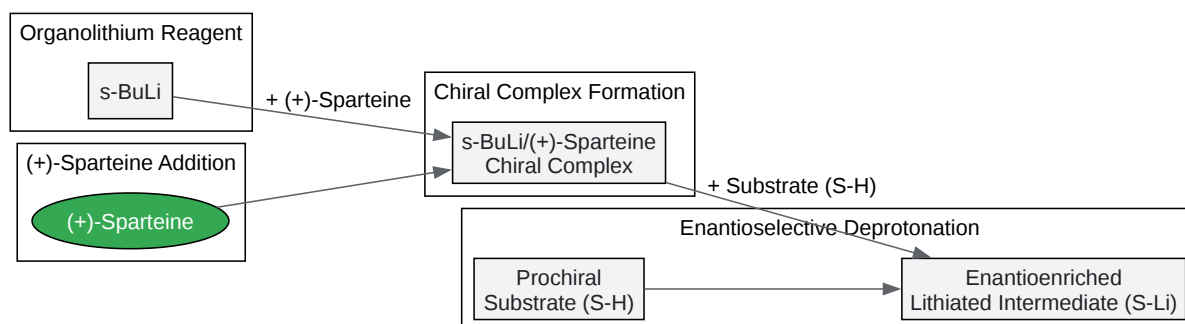 Organolithium Reagent
s-BuLi
+ (+)-Sparteine
(+)-Sparteine Addition
(+)-Sparteine
Chiral Complex Formation
s-BuLi/(+)-Sparteine
Chiral Complex
+ Substrate (S-H)
Enantioselective Deprotonation
Prochiral
Substrate (S-H)
Enantioenriched
Lithiated Intermediate (S-Li)